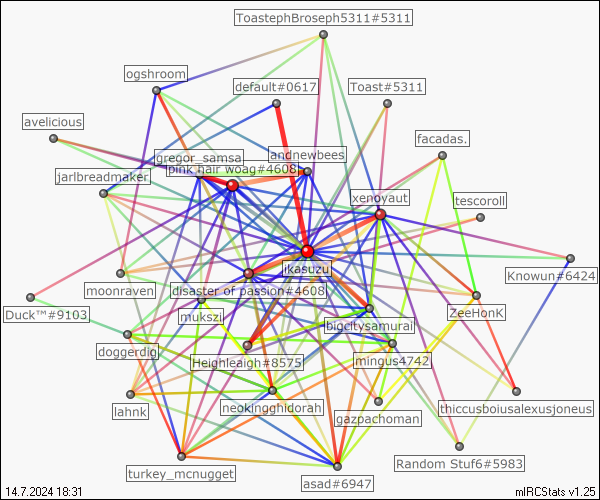 ToastephBroseph5311#5311
ogshroom
default#0617
Toast#5311
avelicious
facadas.
gregor_samsa
andnewbees
pink hair woag#4608
jarlbreadmaker
xenoyaut
tescoroll
ikasuzu
Knowun#6424
moonraven
disaster of passion#4608
Duck™#9103
mukszi
ZeeHonK
bigcitysamurai
doggerdig
Heighleaigh#8575
mingus4742
lahnk
neokingghidorah
gazpachoman
thiccusboiusalexusjoneus
turkey_mcnugget
Random Stuf6#5983
asad#6947
14.7.2024 18:31
mIRCStats v1.25